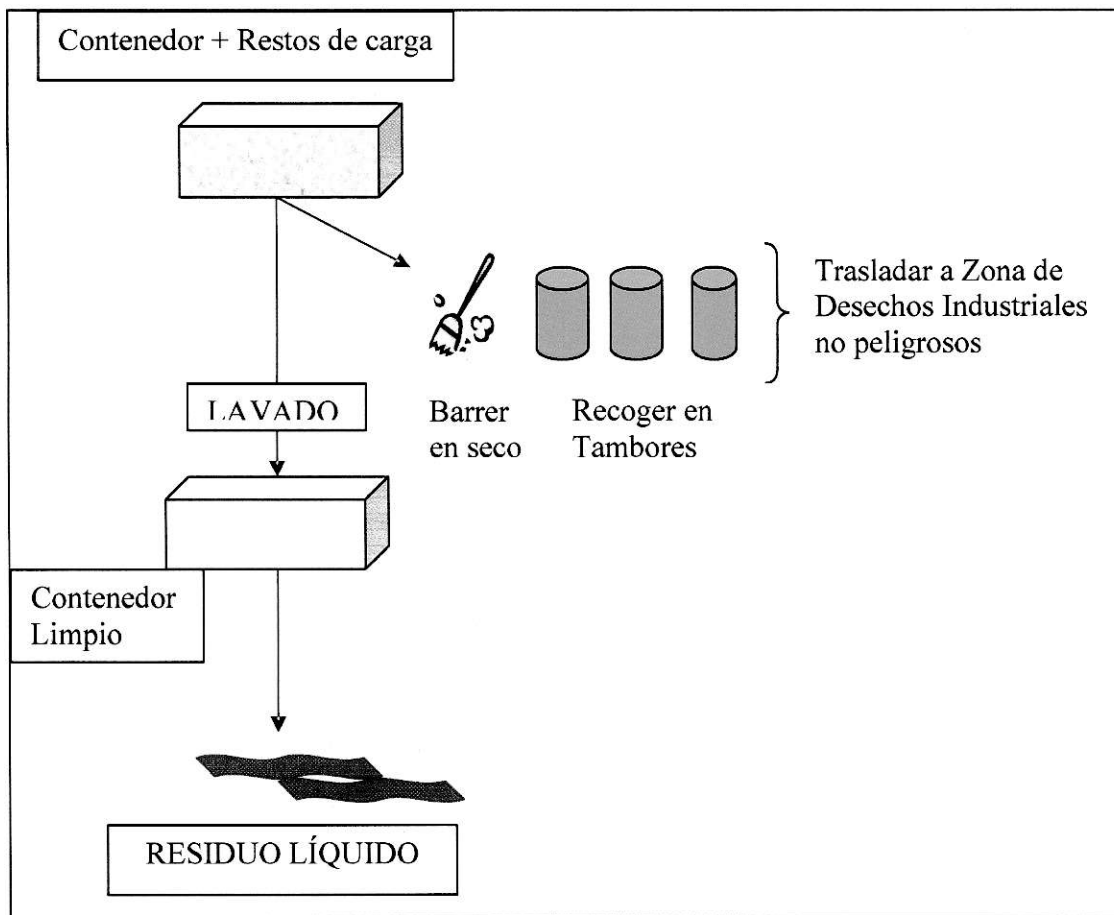 Contenedor + Restos de carga
Trasladar a Zona de
Desechos Industriales
no peligrosos
LAVADO
Barrer
en seco
Recoger en
Tambores
Contenedor
Limpio
RESIDUO LÍQUIDO